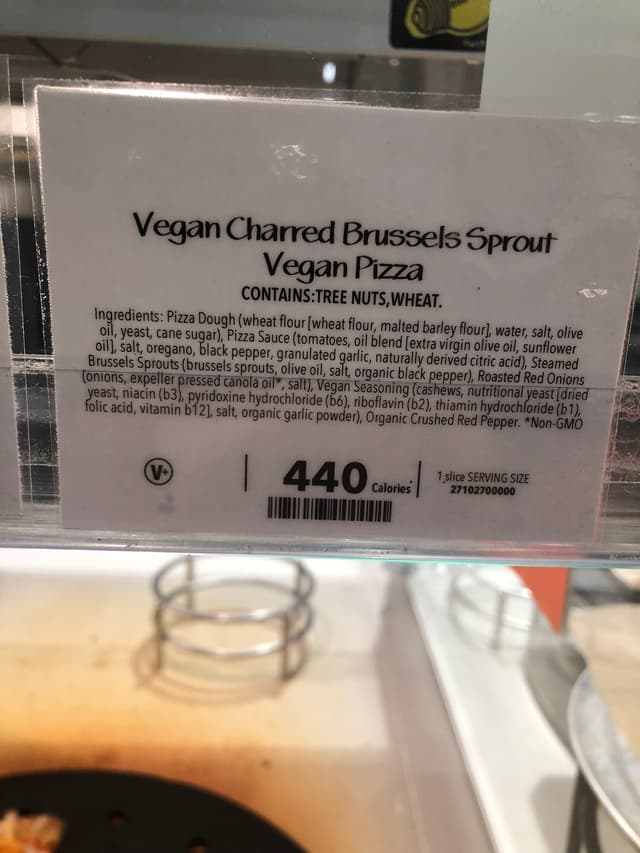 Vegan Charred Brussels Sprout
Vegan Pizza
CONTAINS:TREE NUTS,WHEAT.
Ingredients: Pizza Dough (wheat flour [wheat flour, malted barley flour], water, salt, olive
oil, yeast, cane sugar), Pizza Sauce (tomatoes, oil blend [extra virgin olive oil, sunflower
oil], salt, oregano, black pepper, granulated garlic, naturally derived citric acid), Steamed
Brussels Sprouts (brussels sprouts, olive oil, salt, organic black pepper), Roasted Red Onions
(onions, expeller pressed canola oil*, salt), Vegan Seasoning (cashews, nutritional yeast [dried
yeast, niacin (b3), pyridoxine hydrochloride (b6), riboflavin (b2), thiamin hydrochloride (b1),
folic acid, vitamin b12], salt, organic garlic powder), Organic Crushed Red Pepper. *Non-GMO
V+
440 Calories
1 slice SERVING SIZE
27102700000